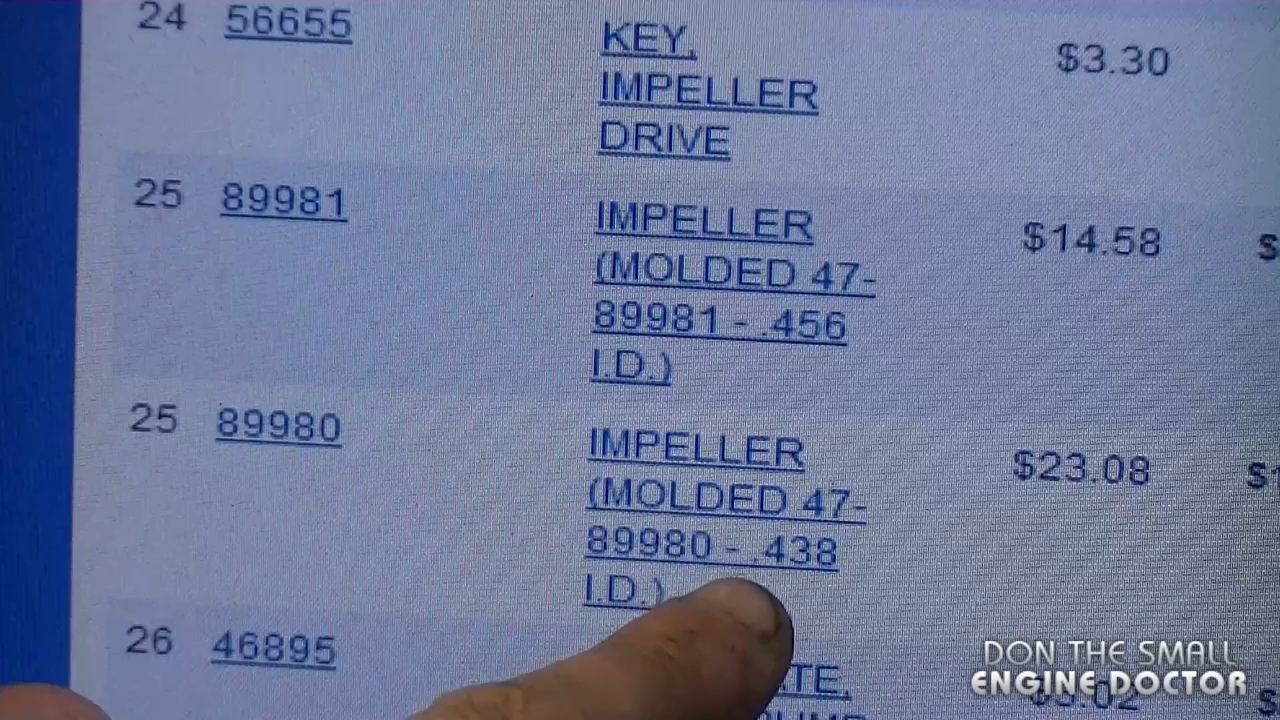 24 56655 KEY, $3.30
IMPELLER
DRIVE
25 89981 IMPELLER $14.58 $
(MOLDED 47-
89981 - .456
I.D.)
25 89980 IMPELLER $23.08 $1
(MOLDED 47-
89980 - .438
I.D.)
26 46895
DON THE SMALL
ENGINE DOCTOR